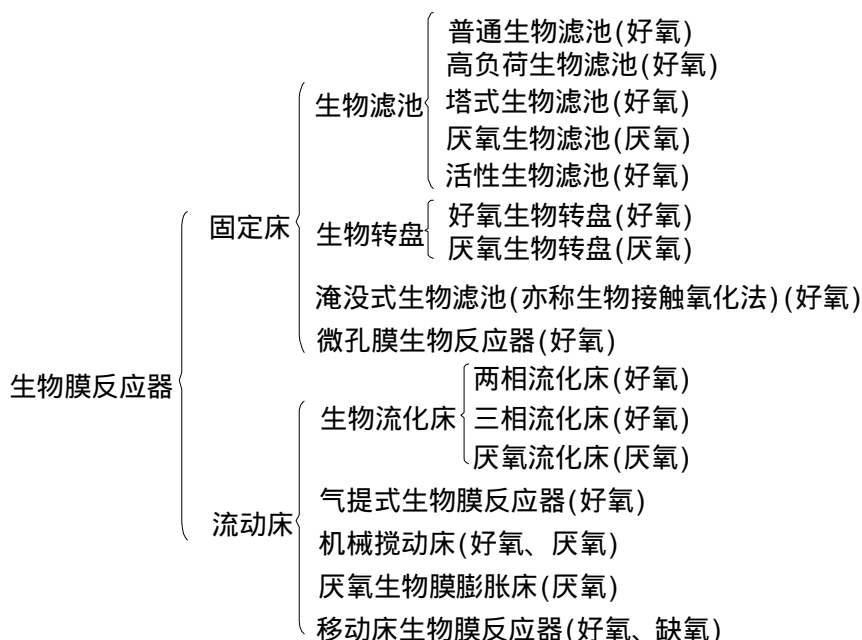 普通生物滤池(好氧)
高负荷生物滤池(好氧)
生物滤池
塔式生物滤池(好氧)
厌氧生物滤池(厌氧)
活性生物滤池(好氧)
固定床
生物转盘
好氧生物转盘(好氧)
厌氧生物转盘(厌氧)
淹没式生物滤池(亦称生物接触氧化法)(好氧)
微孔膜生物反应器(好氧)
生物膜反应器
两相流化床(好氧)
生物流化床
三相流化床(好氧)
厌氧流化床(厌氧)
气提式生物膜反应器(好氧)
流动床
机械搅动床(好氧、厌氧)
厌氧生物膜膨胀床(厌氧)
移动床生物膜反应器(好氧、缺氧)